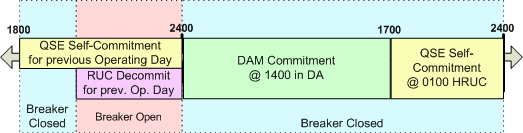 1800
2400
1700
2400
QSE Self-Commitment
for previous Operating Day
RUC Decommit
for prev. Op. Day
DAM Commitment
@ 1400 in DA
QSE Self-
Commitment
@ 0100 HRUC
Breaker
Closed
Breaker Open
Breaker Closed